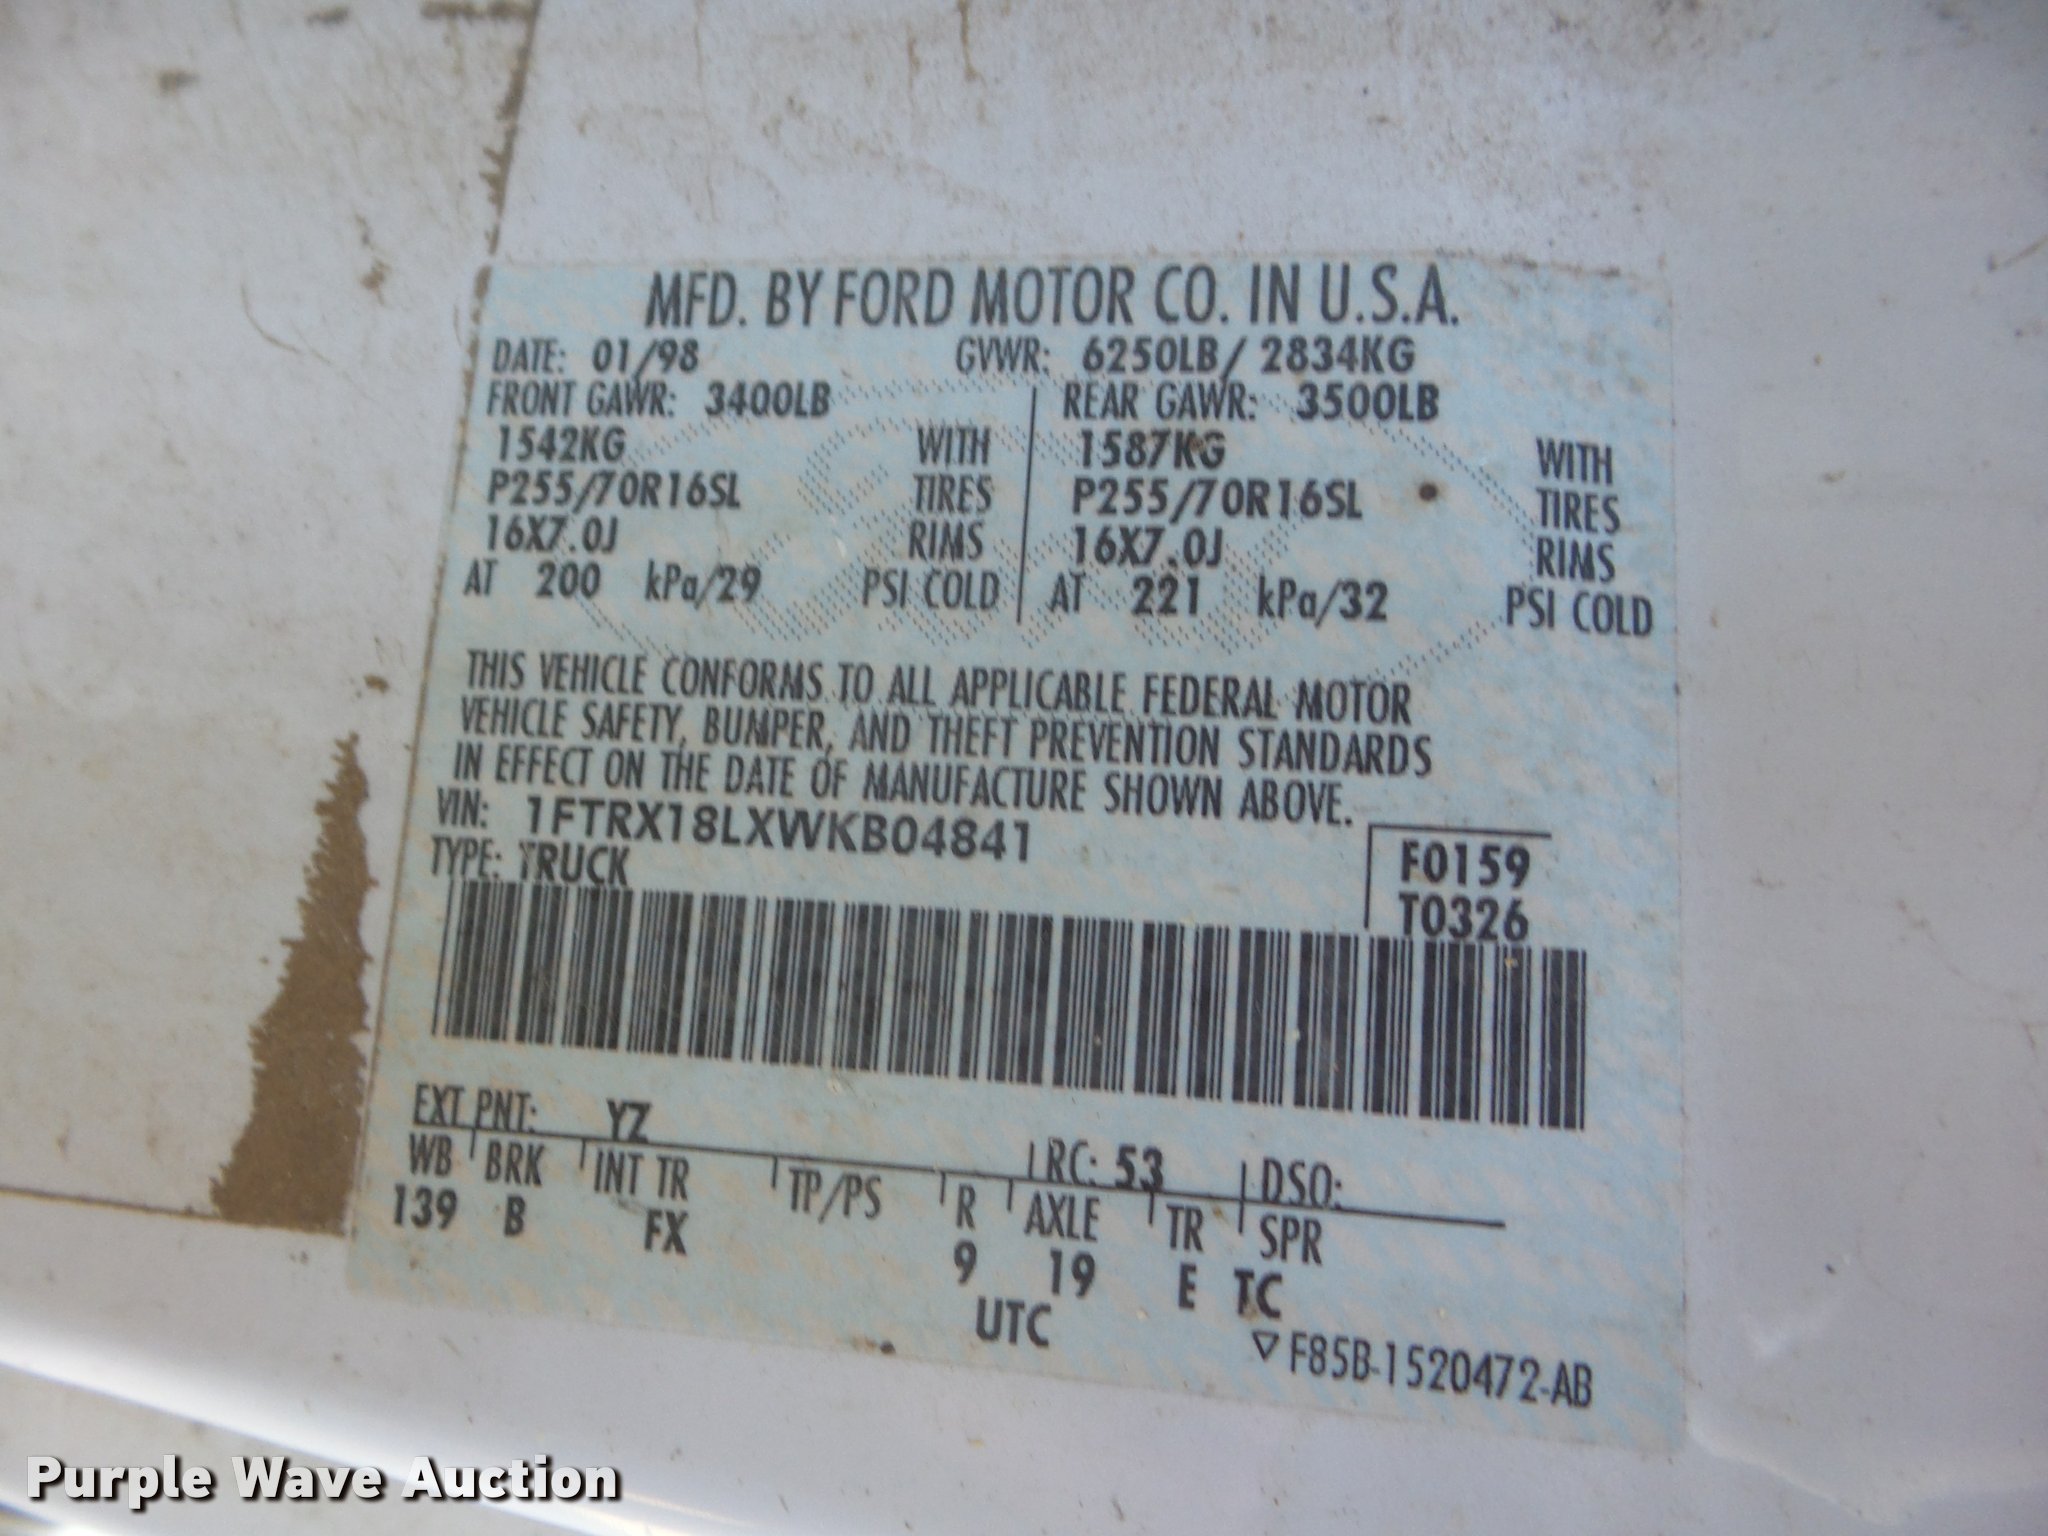 MFD. BY FORD MOTOR CO. IN U.S.A.
DATE: 01/98 GVWR: 6250LB/ 2834KG
FRONT GAWR: 3400LB REAR GAWR: 3500LB
1542KG WITH 1587KG WITH
P255/70R16SL TIRES P255/70R16SL TIRES
16X7.0J RIMS 16X7.0J RIMS
AT 200 kPa/29 PSI COLD AT 221 kPa/32 PSI COLD
THIS VEHICLE CONFORMS TO ALL APPLICABLE FEDERAL MOTOR
VEHICLE SAFETY, BUMPER, AND THEFT PREVENTION STANDARDS
IN EFFECT ON THE DATE OF MANUFACTURE SHOWN ABOVE.
VIN: 1FTRX18LXWKB04841
TYPE: TRUCK
F0159
T0326
EXT PNT: YZ RC: 53 DSO:
WB BRK INT TR TP/PS R AXLE TR SPR
139 B FX 9 19 E TC
UTC
▽F85B-1520472-AB
Purple Wave Auction